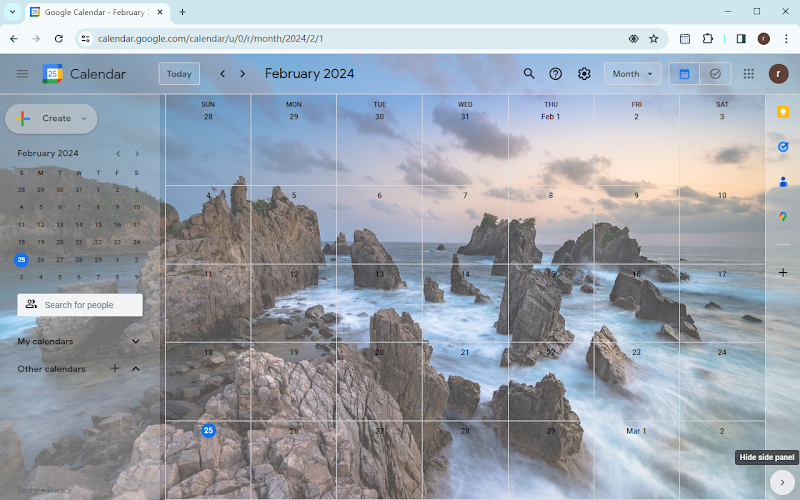 Google Calendar - February 2
calendar.google.com/calendar/u/0/r/month/2024/2/1
r
25 Calendar
Today
February 2024
Month
r
Create
February 2024
S M T W T F S
28 29 30 31 1 2 3
4 5 6 7 8 9 10
11 12 13 14 15 16 17
18 19 20 21 22 23 24
25 26 27 28 29 1 2
3 4 5 6 7 8 9
Search for people
My calendars
Other calendars
Terms – Privacy
SUN MON TUE WED THU FRI SAT
28 29 30 31 Feb 1 2 3
4 5 6 7 8 9 10
11 12 13 14 15 16 17
18 19 20 21 22 23 24
25 26 27 28 29 Mar 1 2
Hide side panel